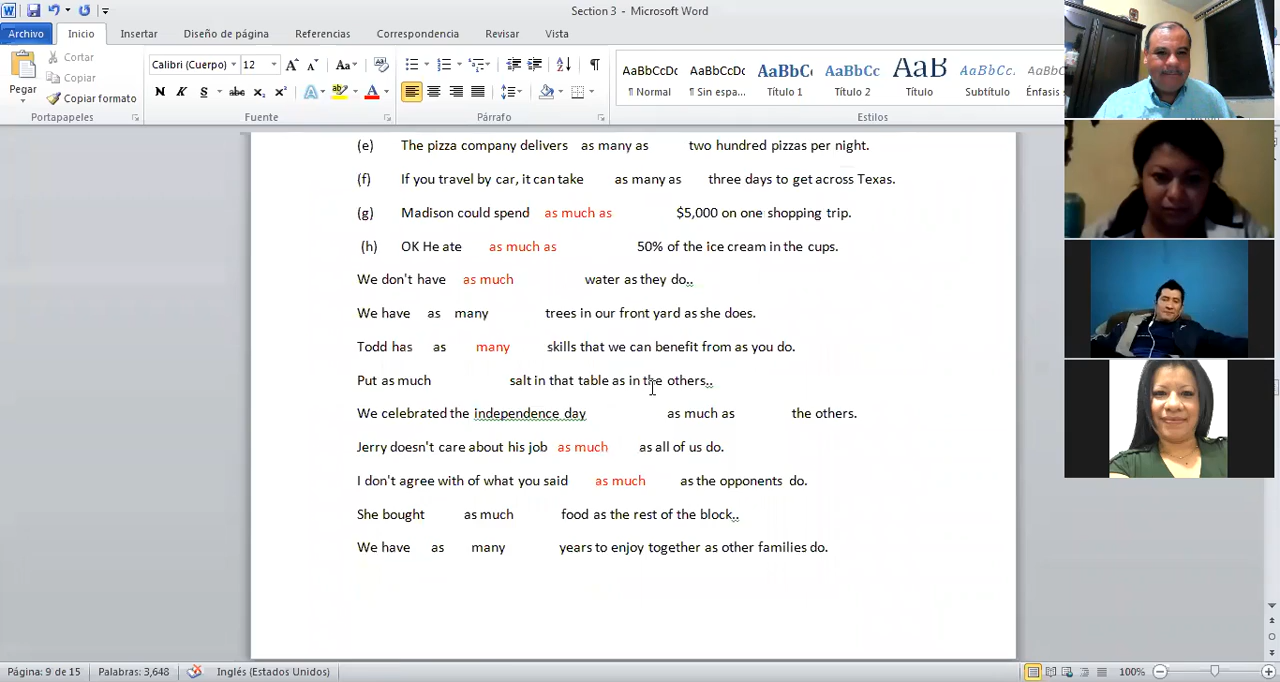 Section 3 - Microsoft Word
Archivo Inicio Insertar Diseño de página Referencias Correspondencia Revisar Vista
Pegar
Cortar
Copiar
Copiar formato
Portapapeles
Calibri (Cuerpo) 12
Fuente
Párrafo
AaBbCcDc AaBbCcDc AaBbC AaBbCc AaB AaBbCc. AaBbCcDc
¶ Normal ¶ Sin espa... Título 1 Título 2 Título Subtítulo Énfasis
Estilos
(e) The pizza company delivers as many as two hundred pizzas per night.
(f) If you travel by car, it can take as many as three days to get across Texas.
(g) Madison could spend as much as $5,000 on one shopping trip.
(h) OK He ate as much as 50% of the ice cream in the cups.
We don't have as much water as they do..
We have as many trees in our front yard as she does.
Todd has as many skills that we can benefit from as you do.
Put as much salt in that table as in the others..
We celebrated the independence day as much as the others.
Jerry doesn't care about his job as much as all of us do.
I don't agree with of what you said as much as the opponents do.
She bought as much food as the rest of the block..
We have as many years to enjoy together as other families do.
Página: 9 de 15 Palabras: 3,648 Inglés (Estados Unidos) 100%